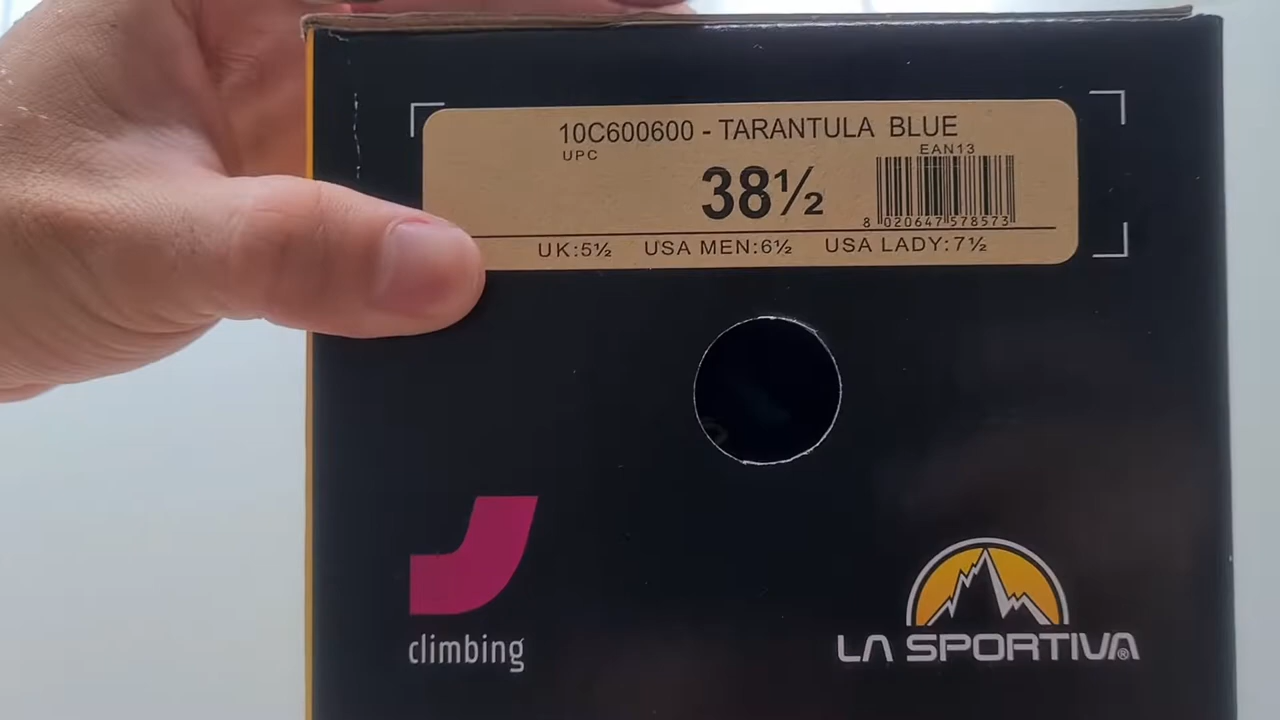 10C600600 - TARANTULA BLUE
UPC
EAN13
38½
8 020647 578573
UK:5½ USA MEN:6½ USA LADY:7½
climbing
LA SPORTIVA®